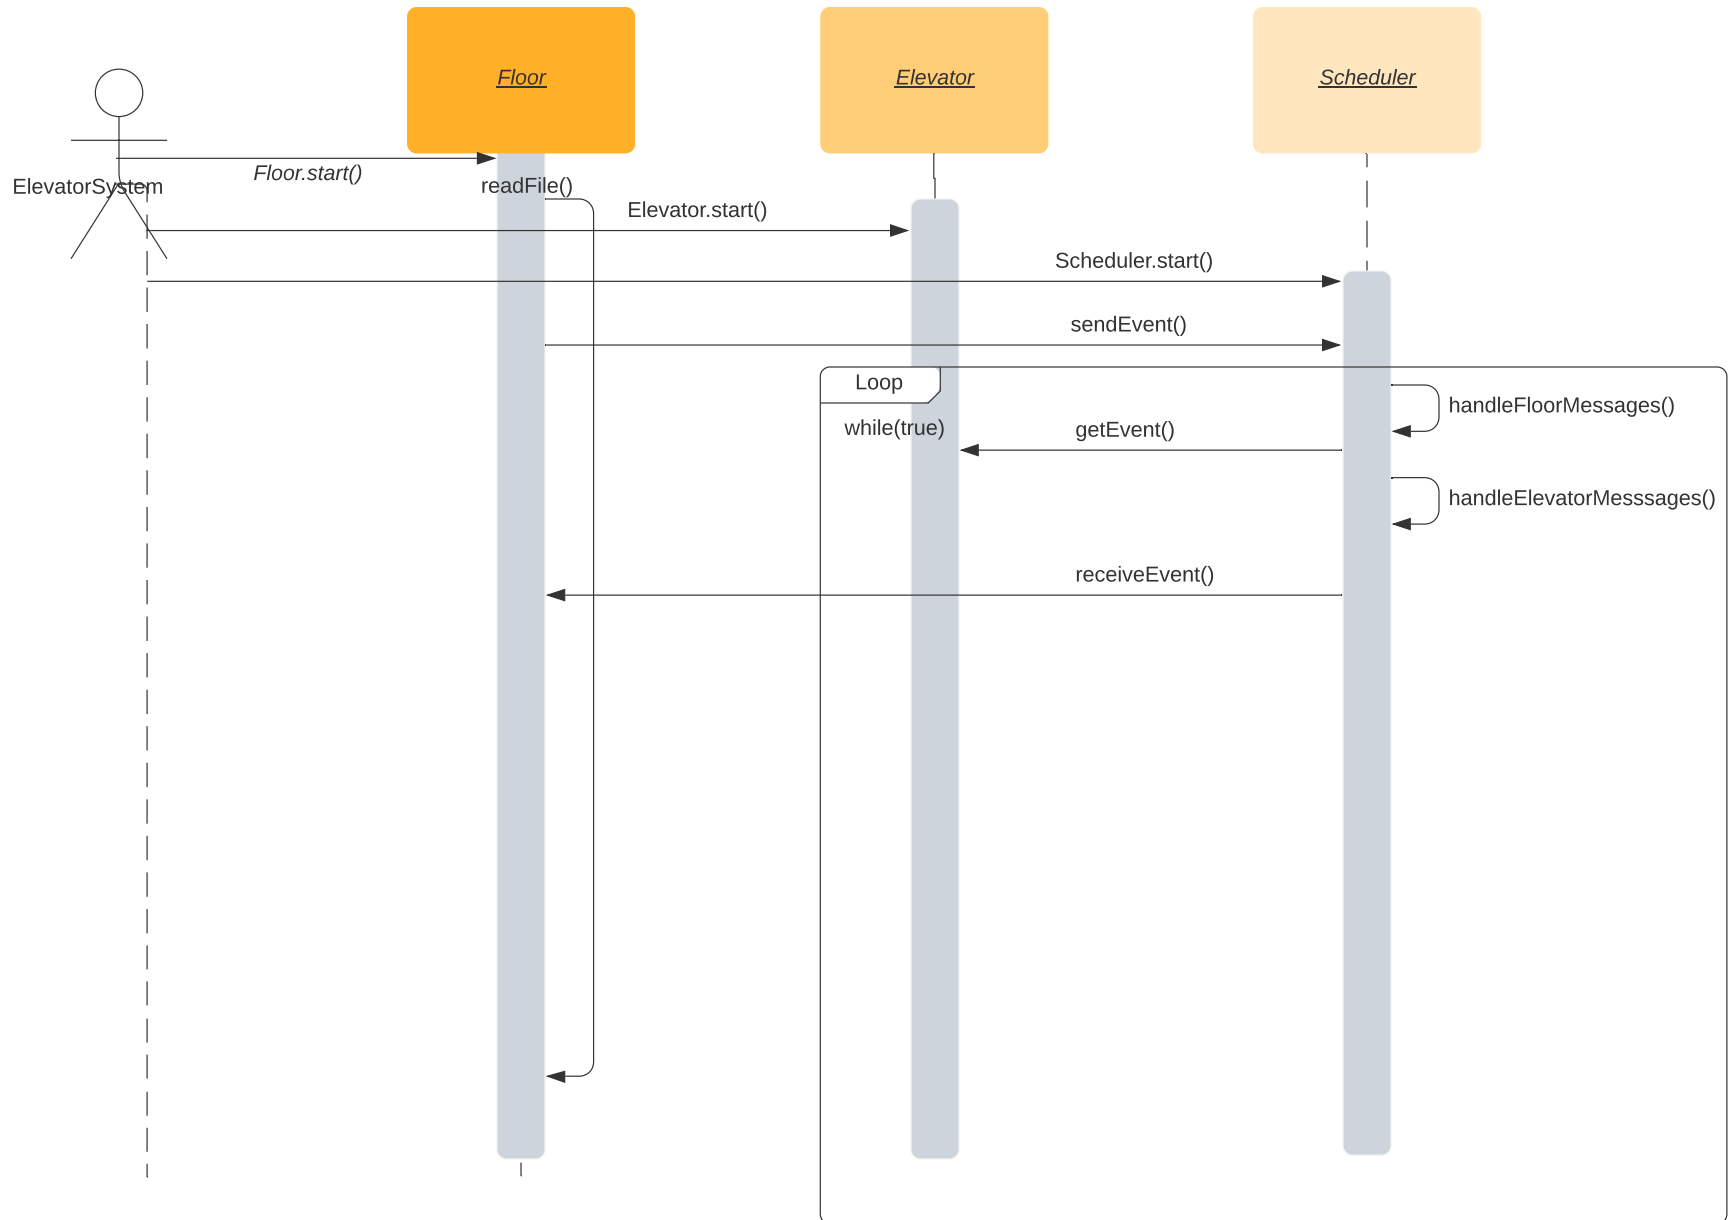 Floor
Elevator
Scheduler
ElevatorSystem
Floor.start()
readFile()
Elevator.start()
Scheduler.start()
sendEvent()
Loop
while(true)
handleFloorMessages()
getEvent()
handleElevatorMesssages()
receiveEvent()